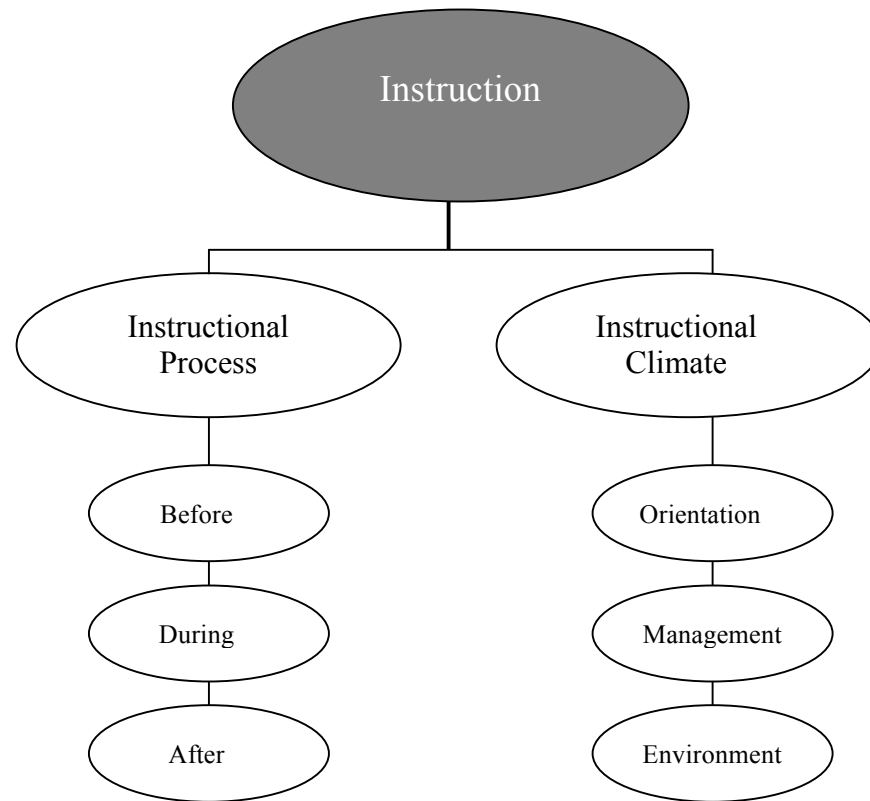 Instruction
Instructional
Process
Instructional
Climate
Before
During
After
Orientation
Management
Environment